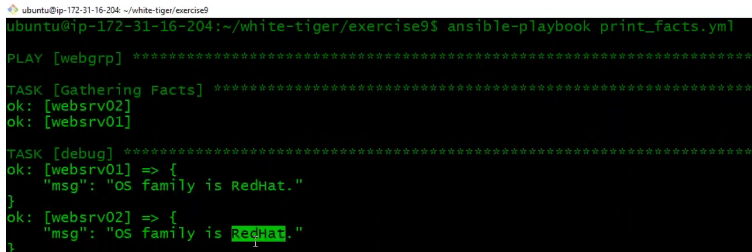 ubuntu@ip-172-31-16-204: ~/white-tiger/exercise9
ubuntu@ip-172-31-16-204:~/white-tiger/exercise9$ ansible-playbook print_facts.yml
PLAY [webgrp] *********************************************************************
TASK [Gathering Facts] ************************************************************
ok: [websrv02]
ok: [websrv01]
TASK [debug] **********************************************************************
ok: [websrv01] => {
    "msg": "OS family is RedHat."
}
ok: [websrv02] => {
    "msg": "OS family is RedHat."
}